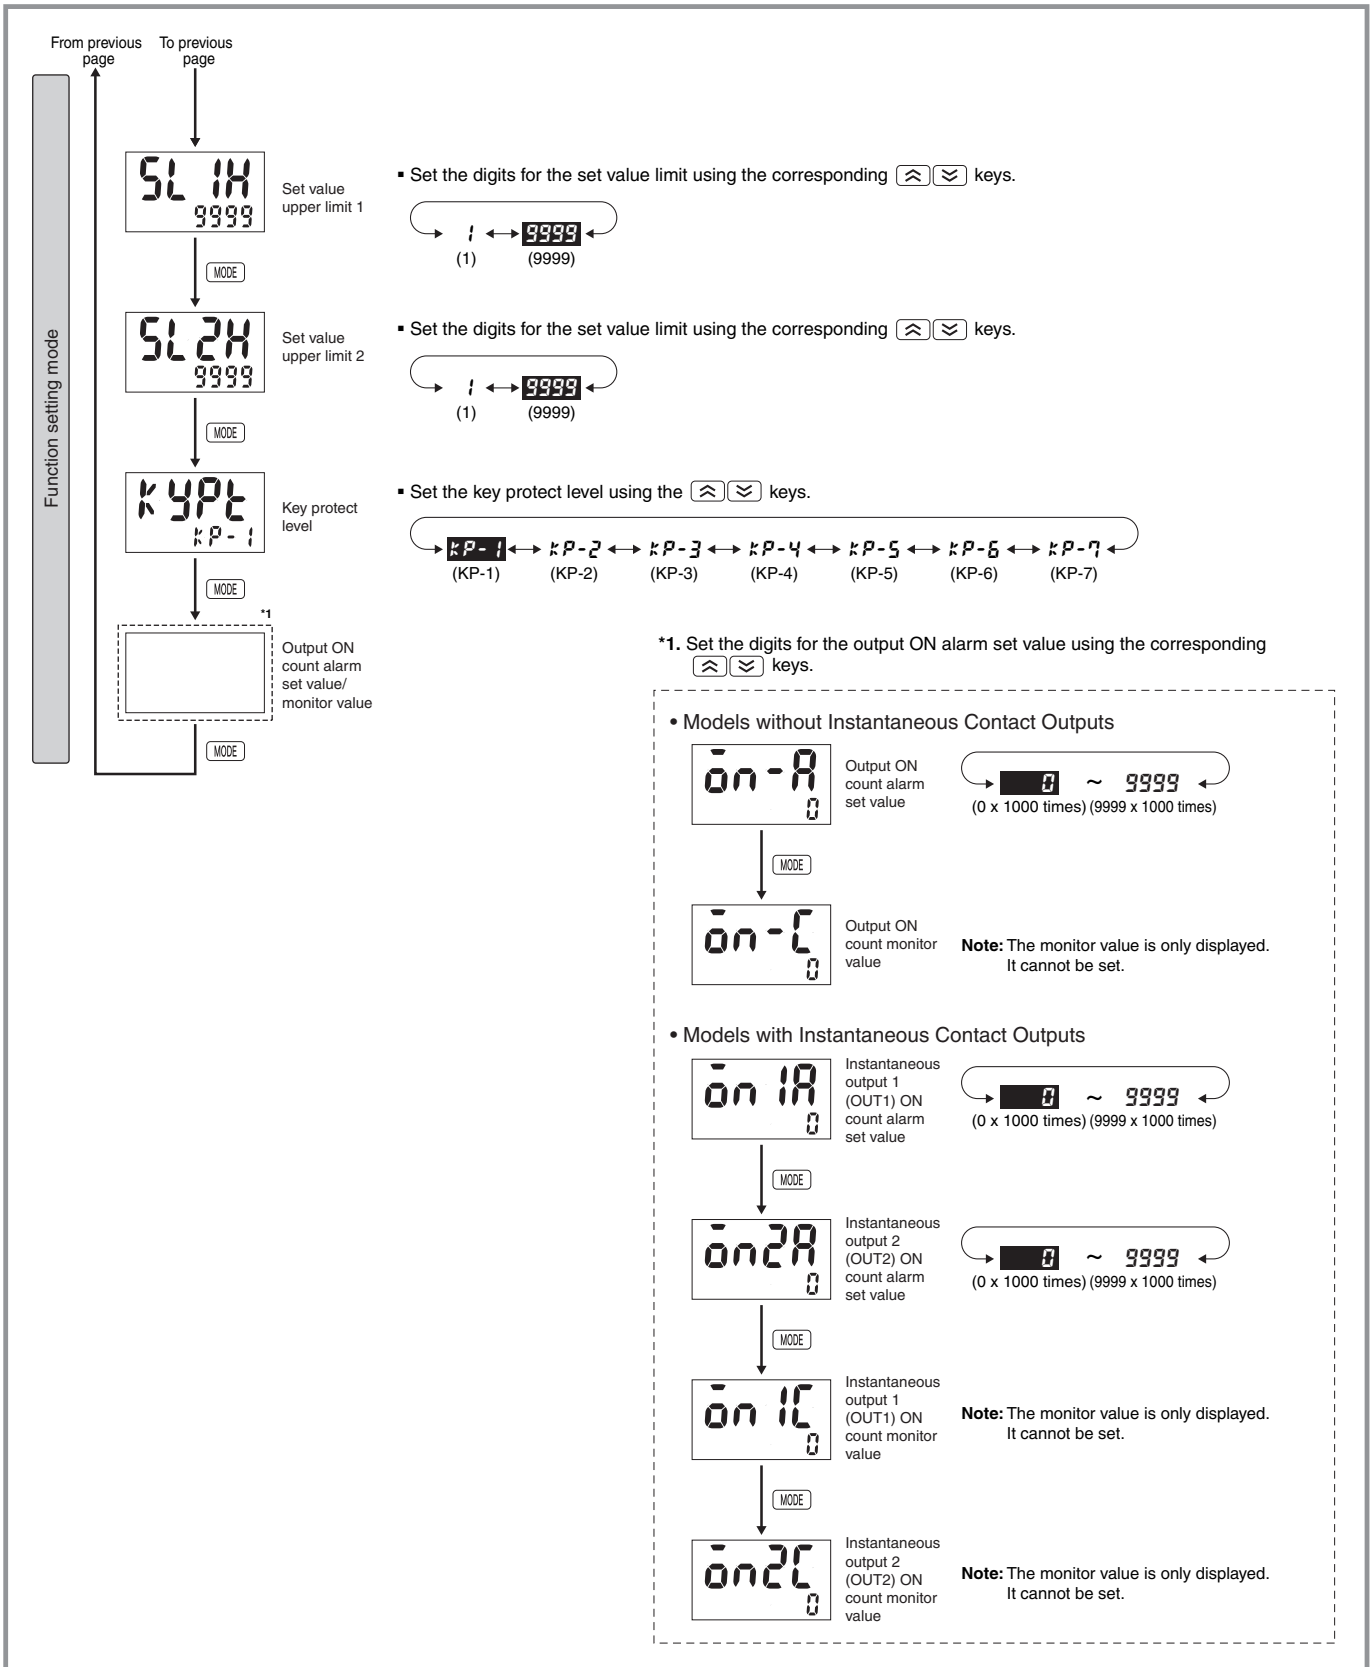 From previous page
To previous page
Function setting mode
SL 1H
9999
Set value
upper limit 1
▪ Set the digits for the set value limit using the corresponding keys.
1 9999
(1) (9999)
MODE
SL2H
9999
Set value
upper limit 2
▪ Set the digits for the set value limit using the corresponding keys.
1 9999
(1) (9999)
MODE
KYPt
KP-1
Key protect
level
▪ Set the key protect level using the keys.
KP-1 KP-2 KP-3 KP-4 KP-5 KP-6 KP-7
(KP-1) (KP-2) (KP-3) (KP-4) (KP-5) (KP-6) (KP-7)
MODE
*1
Output ON
count alarm
set value/
monitor value
MODE
*1. Set the digits for the output ON alarm set value using the corresponding
keys.
• Models without Instantaneous Contact Outputs
on-A
0
Output ON
count alarm
set value
0 ~ 9999
(0 x 1000 times) (9999 x 1000 times)
MODE
on-C
0
Output ON
count monitor
value
Note: The monitor value is only displayed.
It cannot be set.
• Models with Instantaneous Contact Outputs
on 1A
0
Instantaneous
output 1
(OUT1) ON
count alarm
set value
0 ~ 9999
(0 x 1000 times) (9999 x 1000 times)
MODE
on2A
0
Instantaneous
output 2
(OUT2) ON
count alarm
set value
0 ~ 9999
(0 x 1000 times) (9999 x 1000 times)
MODE
on 1C
0
Instantaneous
output 1
(OUT1) ON
count monitor
value
Note: The monitor value is only displayed.
It cannot be set.
MODE
on2C
0
Instantaneous
output 2
(OUT2) ON
count monitor
value
Note: The monitor value is only displayed.
It cannot be set.